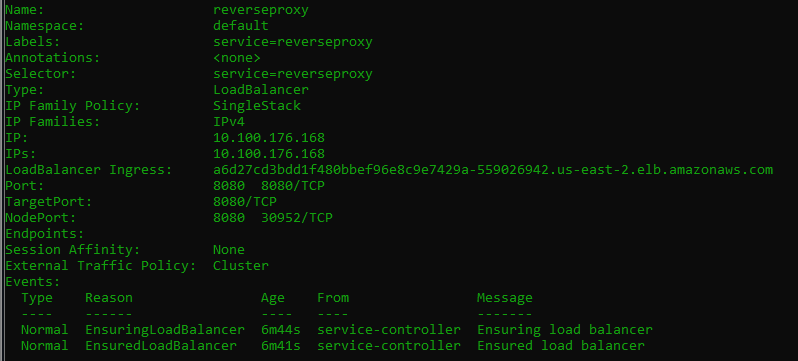 Name:                     reverseproxy
Namespace:                default
Labels:                   service=reverseproxy
Annotations:              <none>
Selector:                 service=reverseproxy
Type:                     LoadBalancer
IP Family Policy:         SingleStack
IP Families:              IPv4
IP:                       10.100.176.168
IPs:                      10.100.176.168
LoadBalancer Ingress:     a6d27cd3bdd1f480bbef96e8c9e7429a-559026942.us-east-2.elb.amazonaws.com
Port:                     8080  8080/TCP
TargetPort:               8080/TCP
NodePort:                 8080  30952/TCP
Endpoints:
Session Affinity:         None
External Traffic Policy:  Cluster
Events:
  Type    Reason                Age    From                Message
  ----    ------                ----   ----                -------
  Normal  EnsuringLoadBalancer  6m44s  service-controller  Ensuring load balancer
  Normal  EnsuredLoadBalancer   6m41s  service-controller  Ensured load balancer